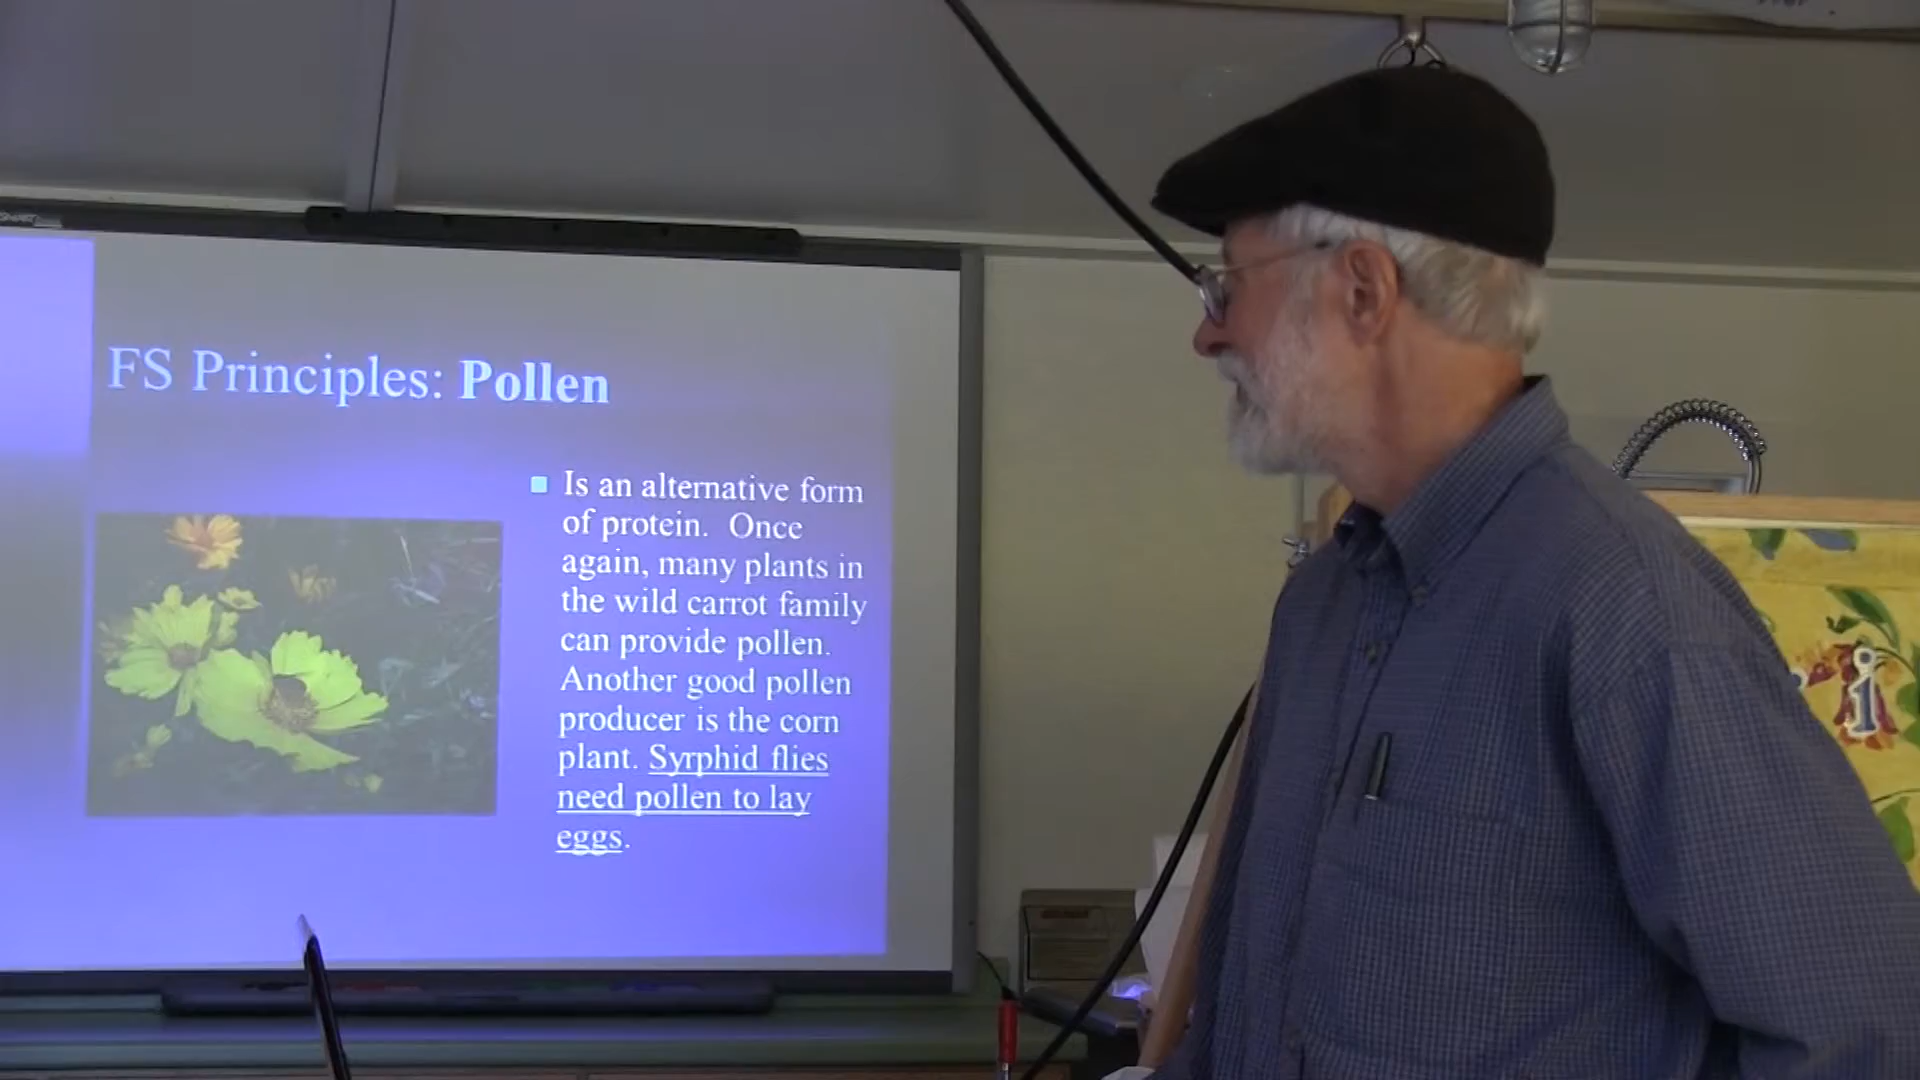 FS Principles: Pollen
Is an alternative form
of protein. Once
again, many plants in
the wild carrot family
can provide pollen.
Another good pollen
producer is the corn
plant. Syrphid flies
need pollen to lay
eggs.
i